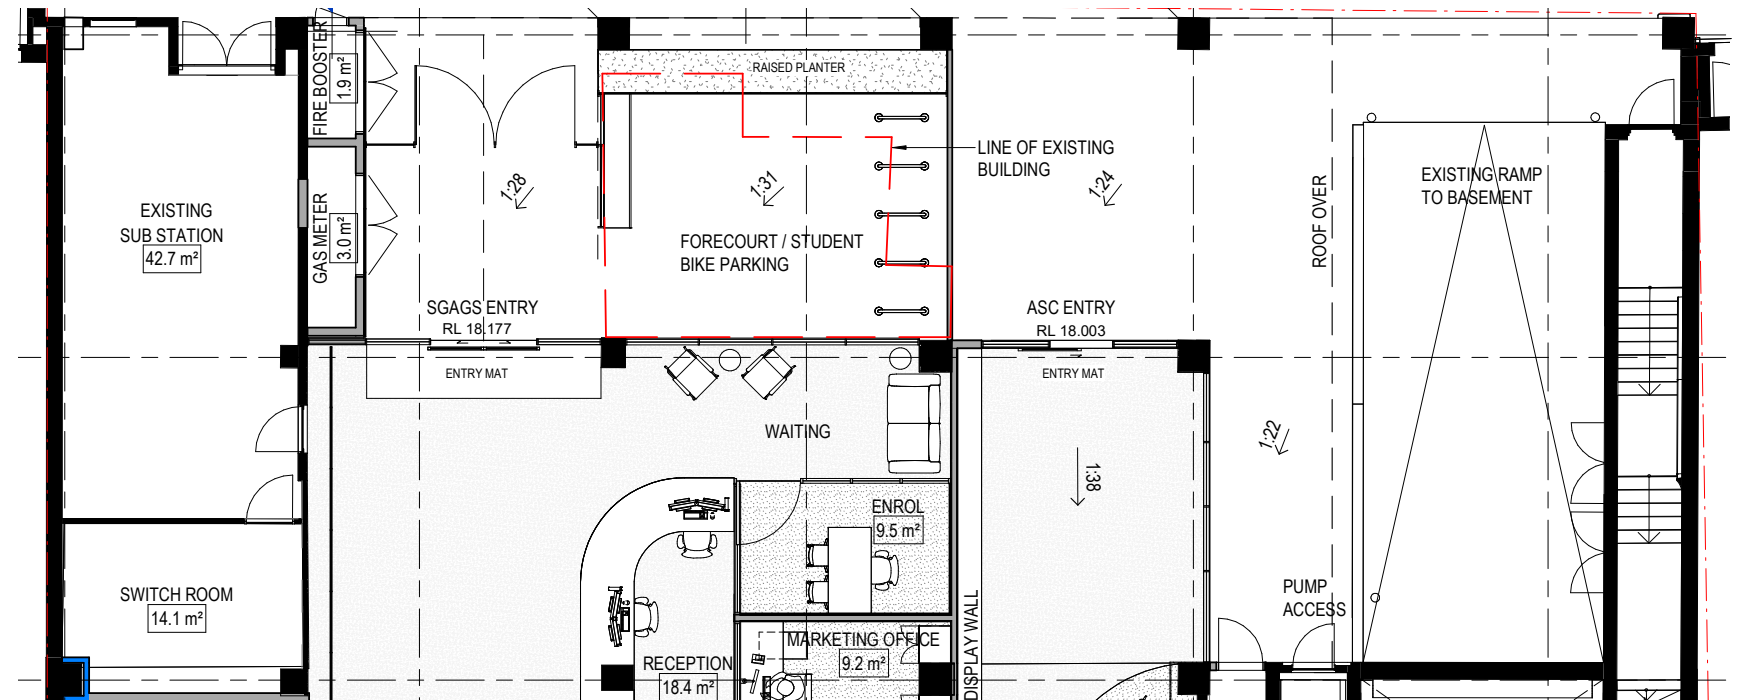 RAISED PLANTER
FIRE BOOSTER
1.9 m²
LINE OF EXISTING
BUILDING
EXISTING RAMP
TO BASEMENT
1:28
1:31
1:24
EXISTING
SUB STATION
42.7 m²
GAS METER
3.0 m²
ROOF OVER
FORECOURT / STUDENT
BIKE PARKING
SGAGS ENTRY
RL 18.177
ASC ENTRY
RL 18.003
ENTRY MAT
ENTRY MAT
WAITING
1:22
1:38
ENROL
9.5 m²
SWITCH ROOM
14.1 m²
PUMP
ACCESS
DISPLAY WALL
MARKETING OFFICE
9.2 m²
RECEPTION
18.4 m²